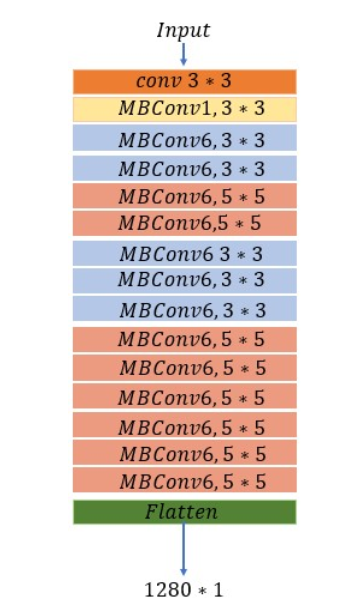 Input
conv 3 * 3
MBConv1, 3 * 3
MBConv6, 3 * 3
MBConv6, 3 * 3
MBConv6, 5 * 5
MBConv6,5 * 5
MBConv6 3 * 3
MBConv6, 3 * 3
MBConv6, 3 * 3
MBConv6, 5 * 5
MBConv6, 5 * 5
MBConv6, 5 * 5
MBConv6, 5 * 5
MBConv6, 5 * 5
MBConv6, 5 * 5
Flatten
1280 * 1